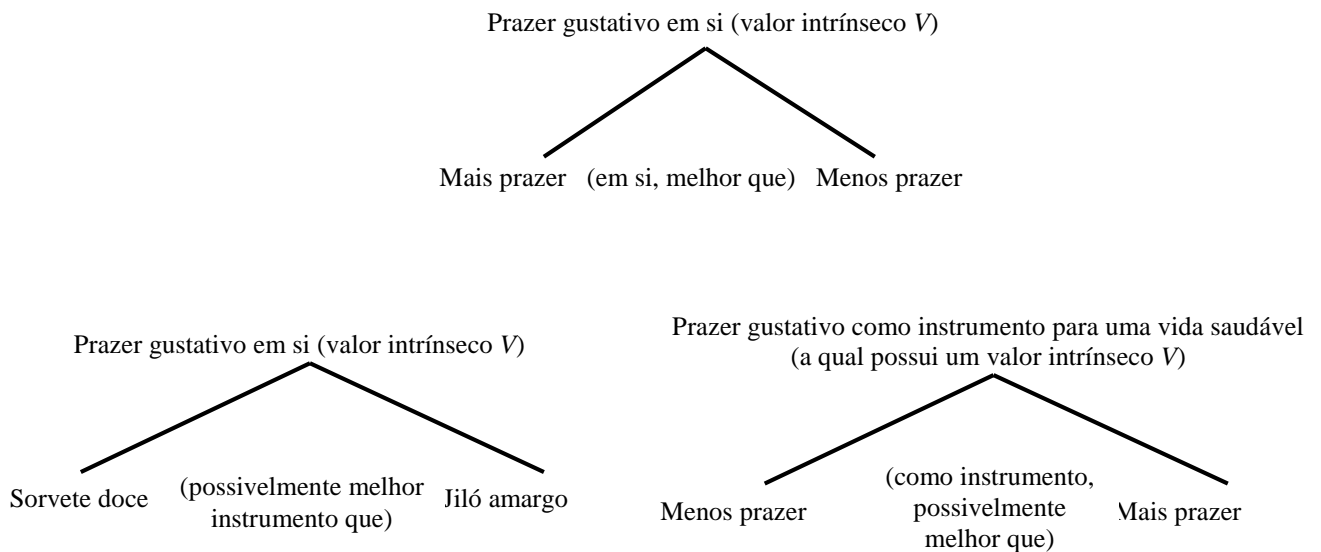 Prazer gustativo em si (valor intrínseco V)
Mais prazer (em si, melhor que) Menos prazer
Prazer gustativo em si (valor intrínseco V)
Sorvete doce
(possivelmente melhor
instrumento que)
Jiló amargo
Prazer gustativo como instrumento para uma vida saudável
(a qual possui um valor intrínseco V)
Menos prazer
(como instrumento,
possivelmente
melhor que)
Mais prazer